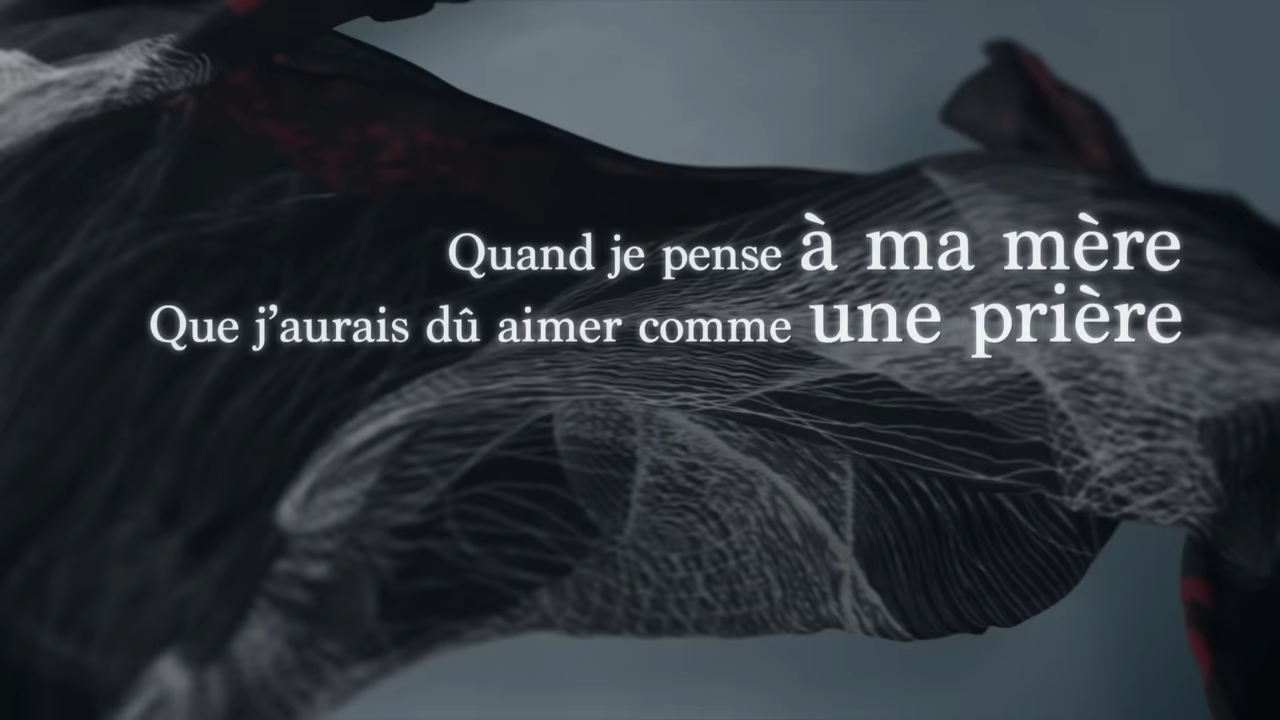 Quand je pense à ma mère
Que j’aurais dû aimer comme une prière